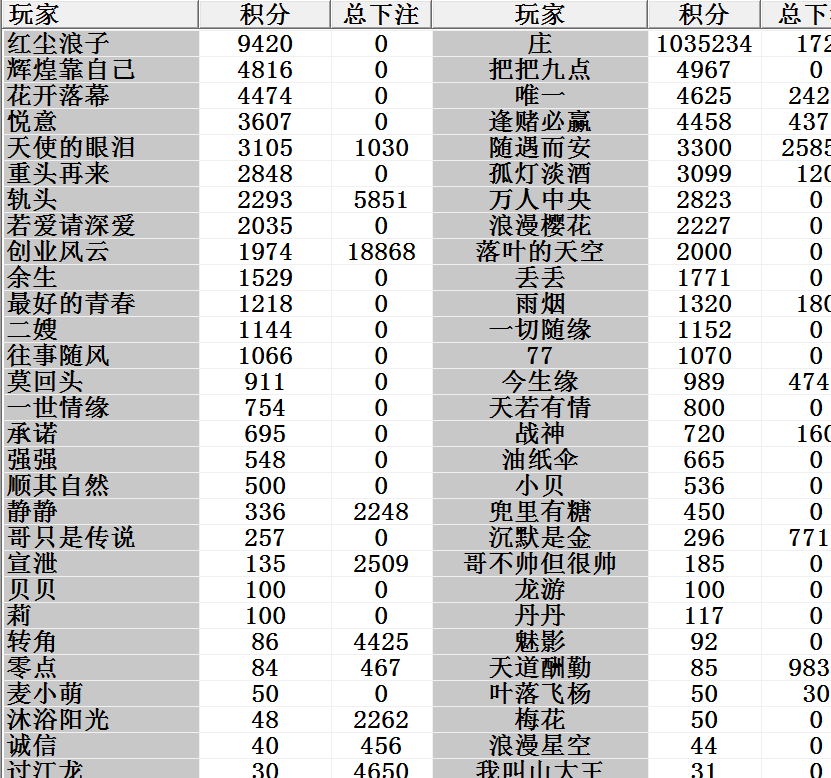 玩家 积分 总下注 玩家 积分 总下
红尘浪子 9420 0 庄 1035234 172
辉煌靠自己 4816 0 把把九点 4967 0
花开落幕 4474 0 唯一 4625 242
悦意 3607 0 逢赌必赢 4458 437
天使的眼泪 3105 1030 随遇而安 3300 2585
重头再来 2848 0 孤灯淡酒 3099 120
轨头 2293 5851 万人中央 2823 0
若爱请深爱 2035 0 浪漫樱花 2227 0
创业风云 1974 18868 落叶的天空 2000 0
余生 1529 0 丢丢 1771 0
最好的青春 1218 0 雨烟 1320 180
二嫂 1144 0 一切随缘 1152 0
往事随风 1066 0 77 1070 0
莫回头 911 0 今生缘 989 474
一世情缘 754 0 天若有情 800 0
承诺 695 0 战神 720 160
强强 548 0 油纸伞 665 0
顺其自然 500 0 小贝 536 0
静静 336 2248 兜里有糖 450 0
哥只是传说 257 0 沉默是金 296 771
宣泄 135 2509 哥不帅但很帅 185 0
贝贝 100 0 龙游 100 0
莉 100 0 丹丹 117 0
转角 86 4425 魅影 92 0
零点 84 467 天道酬勤 85 983
麦小萌 50 0 叶落飞杨 50 30
沐浴阳光 48 2262 梅花 50 0
诚信 40 456 浪漫星空 44 0
过江龙 30 4650 我叫山大王 31 0